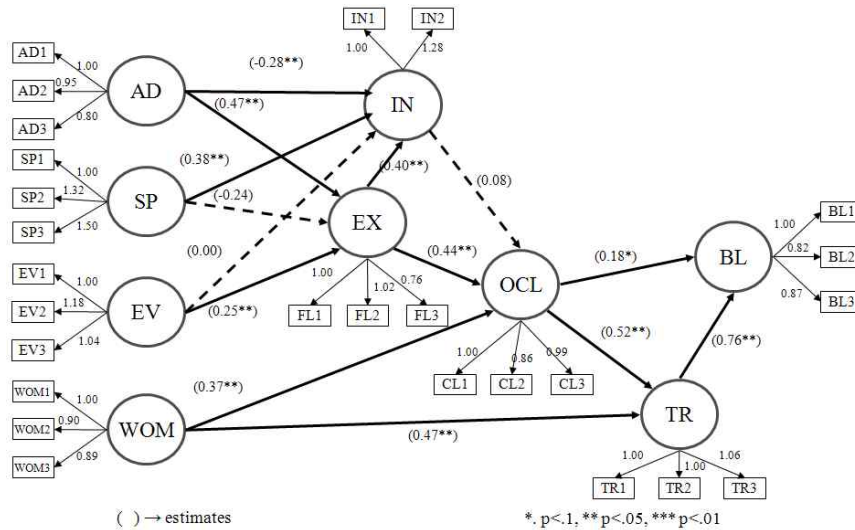 IN1 IN2
1.00 1.28
AD1
AD2
AD3
1.00
0.95
0.80
AD
(-0.28**)
(0.47**)
IN
SP1
SP2
SP3
1.00
1.32
1.50
SP
(0.38**)
(-0.24)
(0.40**)
(0.08)
EX
1.00 1.02 0.76
FL1 FL2 FL3
EV1
EV2
EV3
1.00
1.18
1.04
EV
(0.00)
(0.25**)
(0.44**)
OCL
1.00 0.86 0.99
CL1 CL2 CL3
(0.18*)
BL
1.00
0.82
0.87
BL1
BL2
BL3
(0.52**)
(0.76**)
WOM1
WOM2
WOM3
1.00
0.90
0.89
WOM
(0.37**)
(0.47**)
TR
1.00 1.00 1.06
TR1 TR2 TR3
( ) → estimates
*. p<.1, ** p<.05, *** p<.01